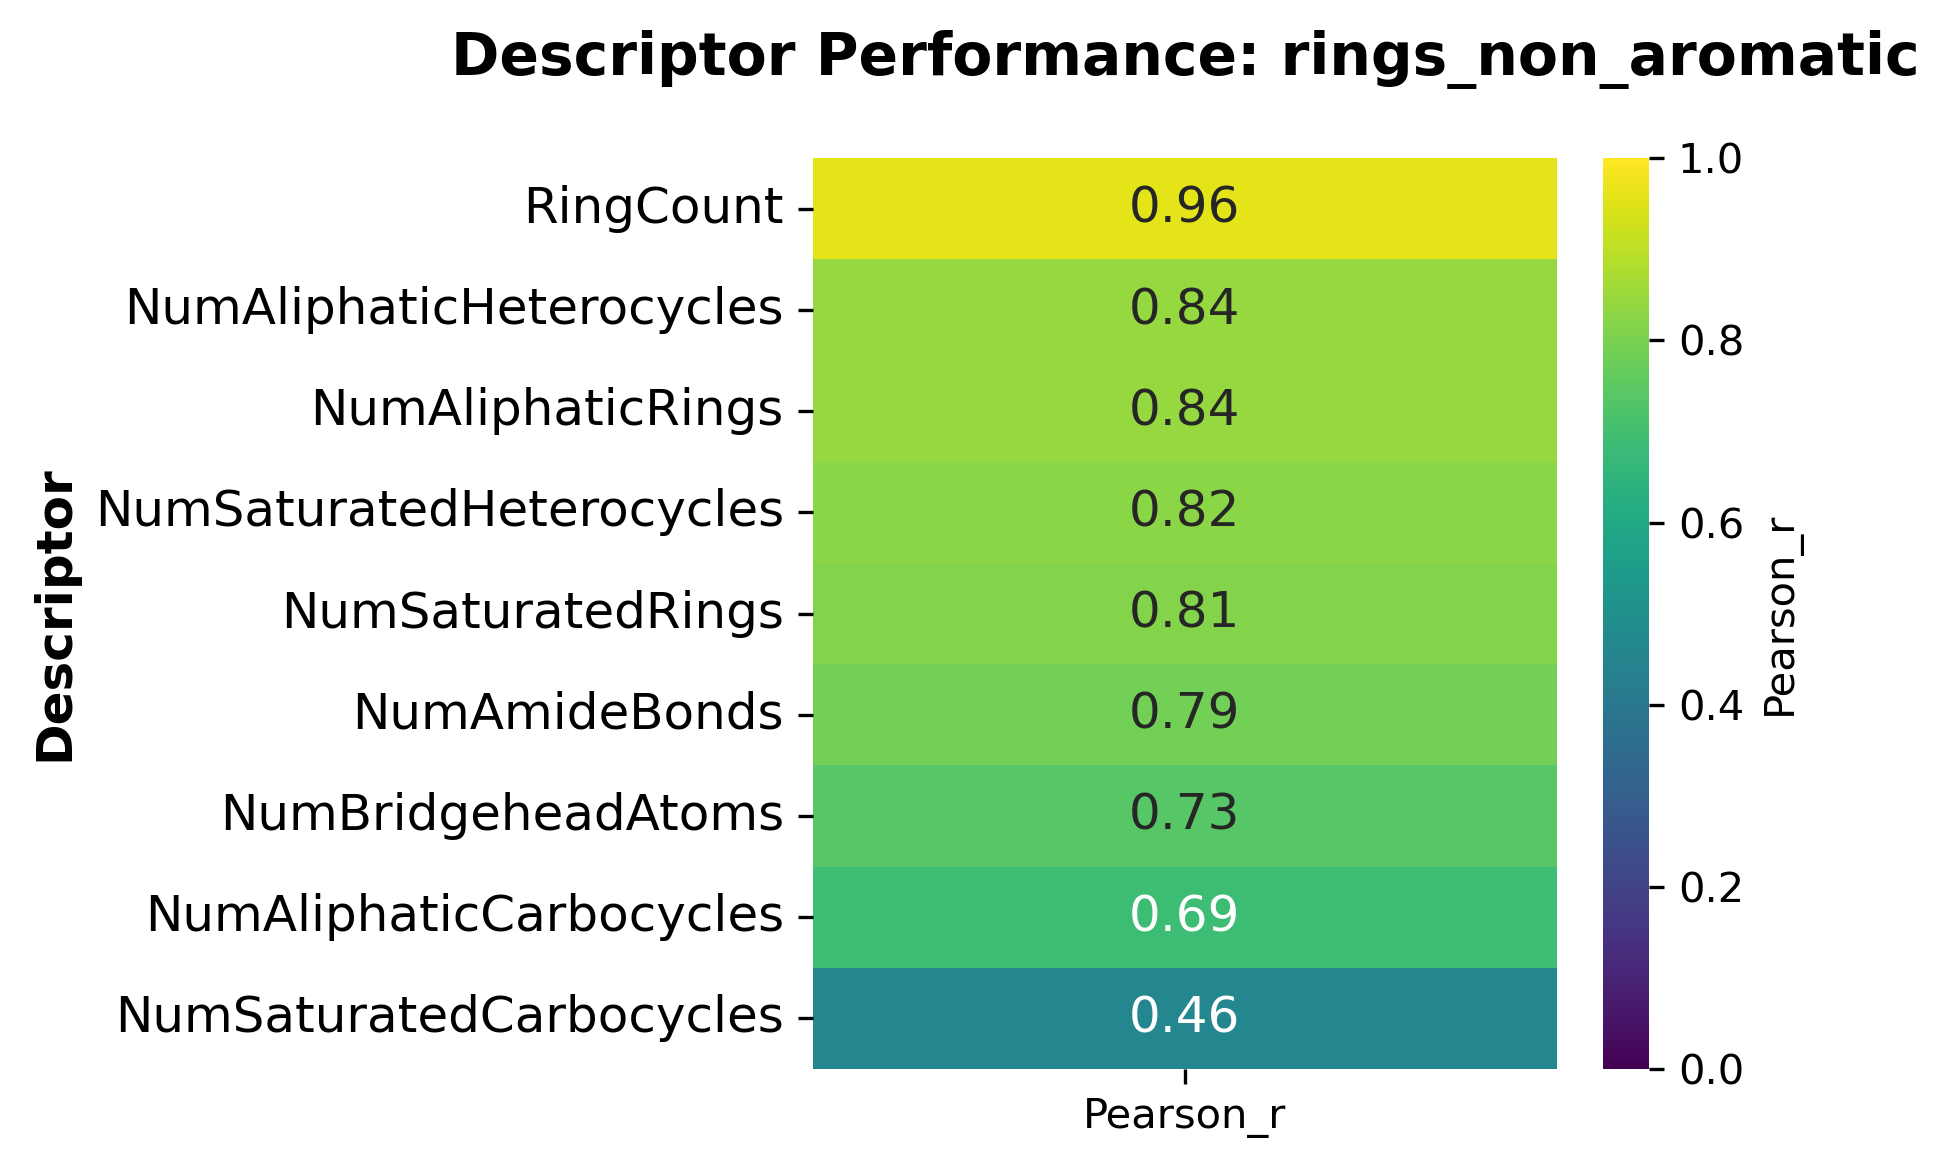 Descriptor Performance: rings_non_aromatic
Descriptor
RingCount 0.96
NumAliphaticHeterocycles 0.84
NumAliphaticRings 0.84
NumSaturatedHeterocycles 0.82
NumSaturatedRings 0.81
NumAmideBonds 0.79
NumBridgeheadAtoms 0.73
NumAliphaticCarbocycles 0.69
NumSaturatedCarbocycles 0.46
Pearson_r
1.0
0.8
0.6
0.4
0.2
0.0
Pearson_r